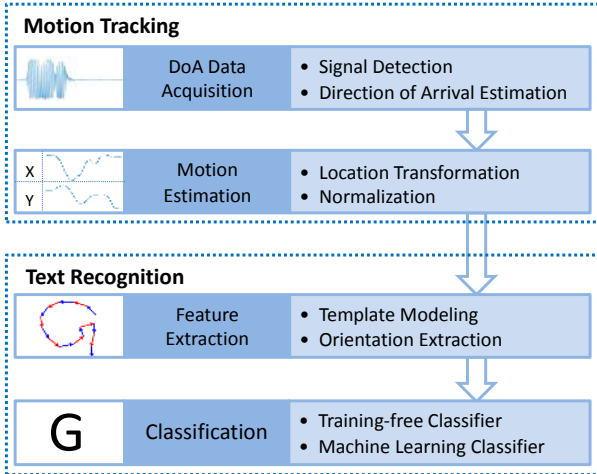 Motion Tracking
DoA Data
Acquisition
• Signal Detection
• Direction of Arrival Estimation
X
Y
Motion
Estimation
• Location Transformation
• Normalization
Text Recognition
Feature
Extraction
• Template Modeling
• Orientation Extraction
G
Classification
• Training-free Classifier
• Machine Learning Classifier